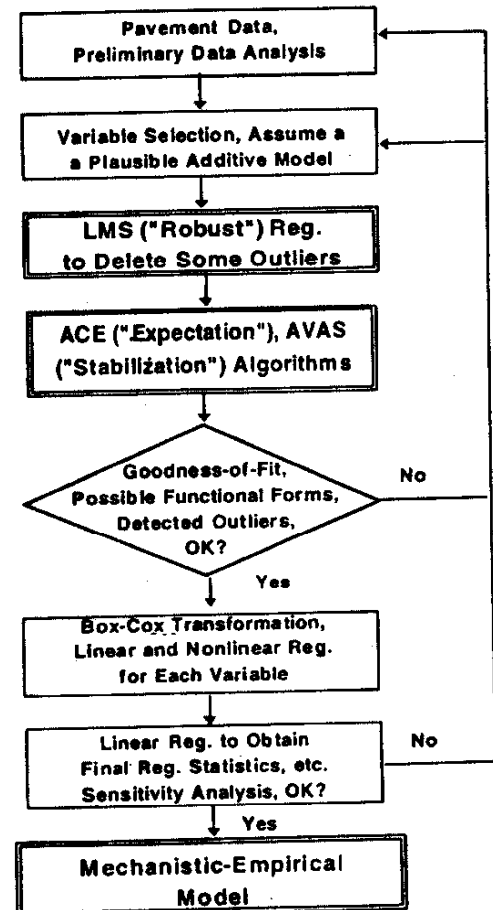 Pavement Data,
Preliminary Data Analysis
Variable Selection, Assume a
a Plausible Additive Model
LMS ("Robust") Reg.
to Delete Some Outliers
ACE ("Expectation"), AVAS
("Stabilization") Algorithms
Goodness-of-Fit,
Possible Functional Forms,
Detected Outliers,
OK?
No
Yes
Box-Cox Transformation,
Linear and Nonlinear Reg.
for Each Variable
Linear Reg. to Obtain
Final Reg. Statistics, etc.
Sensitivity Analysis, OK?
No
Yes
Mechanistic-Empirical
Model